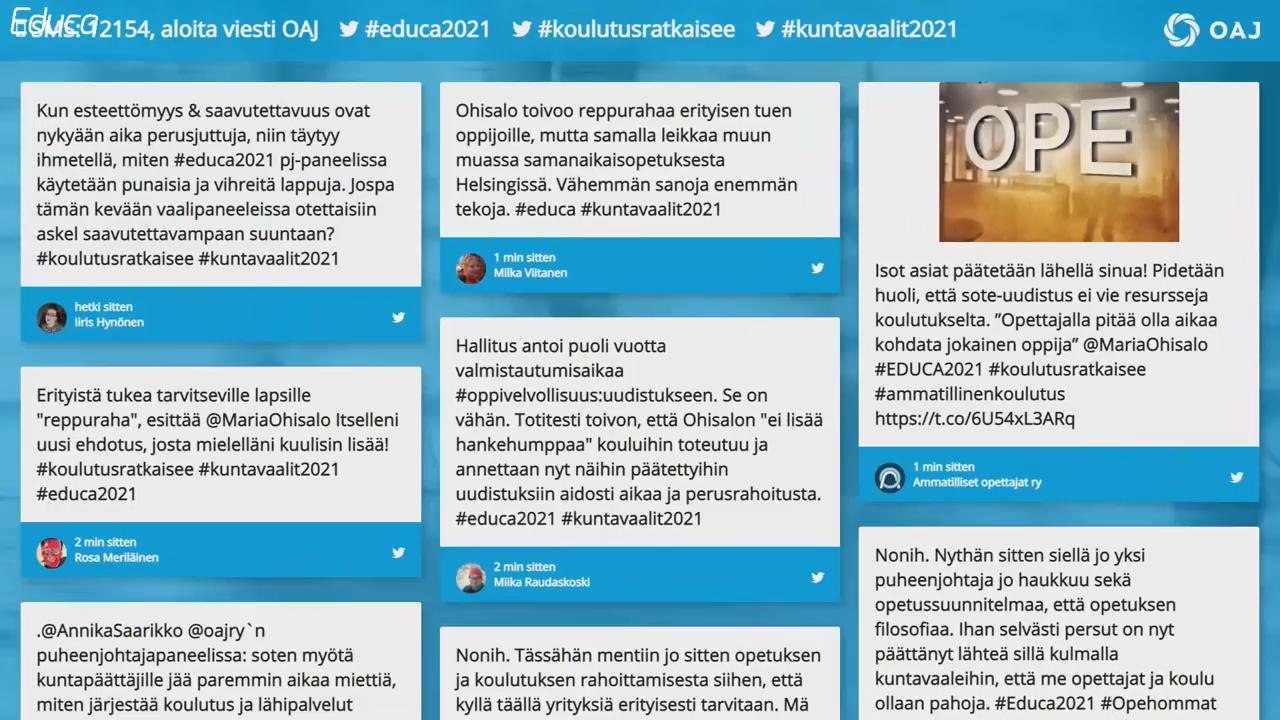 Educa
SMS: 12154, aloita viesti OAJ #educa2021 #koulutusratkaisee #kuntavaalit2021 OAJ
Kun esteettömyys & saavutettavuus ovat
nykyään aika perusjuttuja, niin täytyy
ihmetellä, miten #educa2021 pj-paneelissa
käytetään punaisia ja vihreitä lappuja. Jospa
tämän kevään vaalipaneeleissa otettaisiin
askel saavutettavampaan suuntaan?
#koulutusratkaisee #kuntavaalit2021
hetki sitten
Iiris Hynönen
Erityistä tukea tarvitseville lapsille
"reppuraha", esittää @MariaOhisalo Itselleni
uusi ehdotus, josta mielelläni kuulisin lisää!
#koulutusratkaisee #kuntavaalit2021
#educa2021
2 min sitten
Rosa Meriläinen
.@AnnikaSaarikko @oajry`n
puheenjohtajapaneelissa: soten myötä
kuntapäättäjille jää paremmin aikaa miettiä,
miten järjestää koulutus ja lähipalvelut
Ohisalo toivoo reppurahaa erityisen tuen
oppijoille, mutta samalla leikkaa muun
muassa samanaikaisopetuksesta
Helsingissä. Vähemmän sanoja enemmän
tekoja. #educa #kuntavaalit2021
1 min sitten
Milka Viitanen
Hallitus antoi puoli vuotta
valmistautumisaikaa
#oppivelvollisuus:uudistukseen. Se on
vähän. Totitesti toivon, että Ohisalon "ei lisää
hankehumppaa" kouluihin toteutuu ja
annettaan nyt näihin päätettyihin
uudistuksiin aidosti aikaa ja perusrahoitusta.
#educa2021 #kuntavaalit2021
2 min sitten
Miika Raudaskoski
Nonih. Tässähän mentiin jo sitten opetuksen
ja koulutuksen rahoittamisesta siihen, että
kyllä täällä yrityksiä erityisesti tarvitaan. Mä
OPE
Isot asiat päätetään lähellä sinua! Pidetään
huoli, että sote-uudistus ei vie resursseja
koulutukselta. ”Opettajalla pitää olla aikaa
kohdata jokainen oppija” @MariaOhisalo
#EDUCA2021 #koulutusratkaisee
#ammatillinenkoulutus
https://t.co/6U54xL3ARq
1 min sitten
Ammatilliset opettajat ry
Nonih. Nythän sitten siellä jo yksi
puheenjohtaja jo haukkuu sekä
opetussuunnitelmaa, että opetuksen
filosofiaa. Ihan selvästi persut on nyt
päättänyt lähteä sillä kulmalla
kuntavaaleihin, että me opettajat ja koulu
ollaan pahoja. #Educa2021 #Opehommat